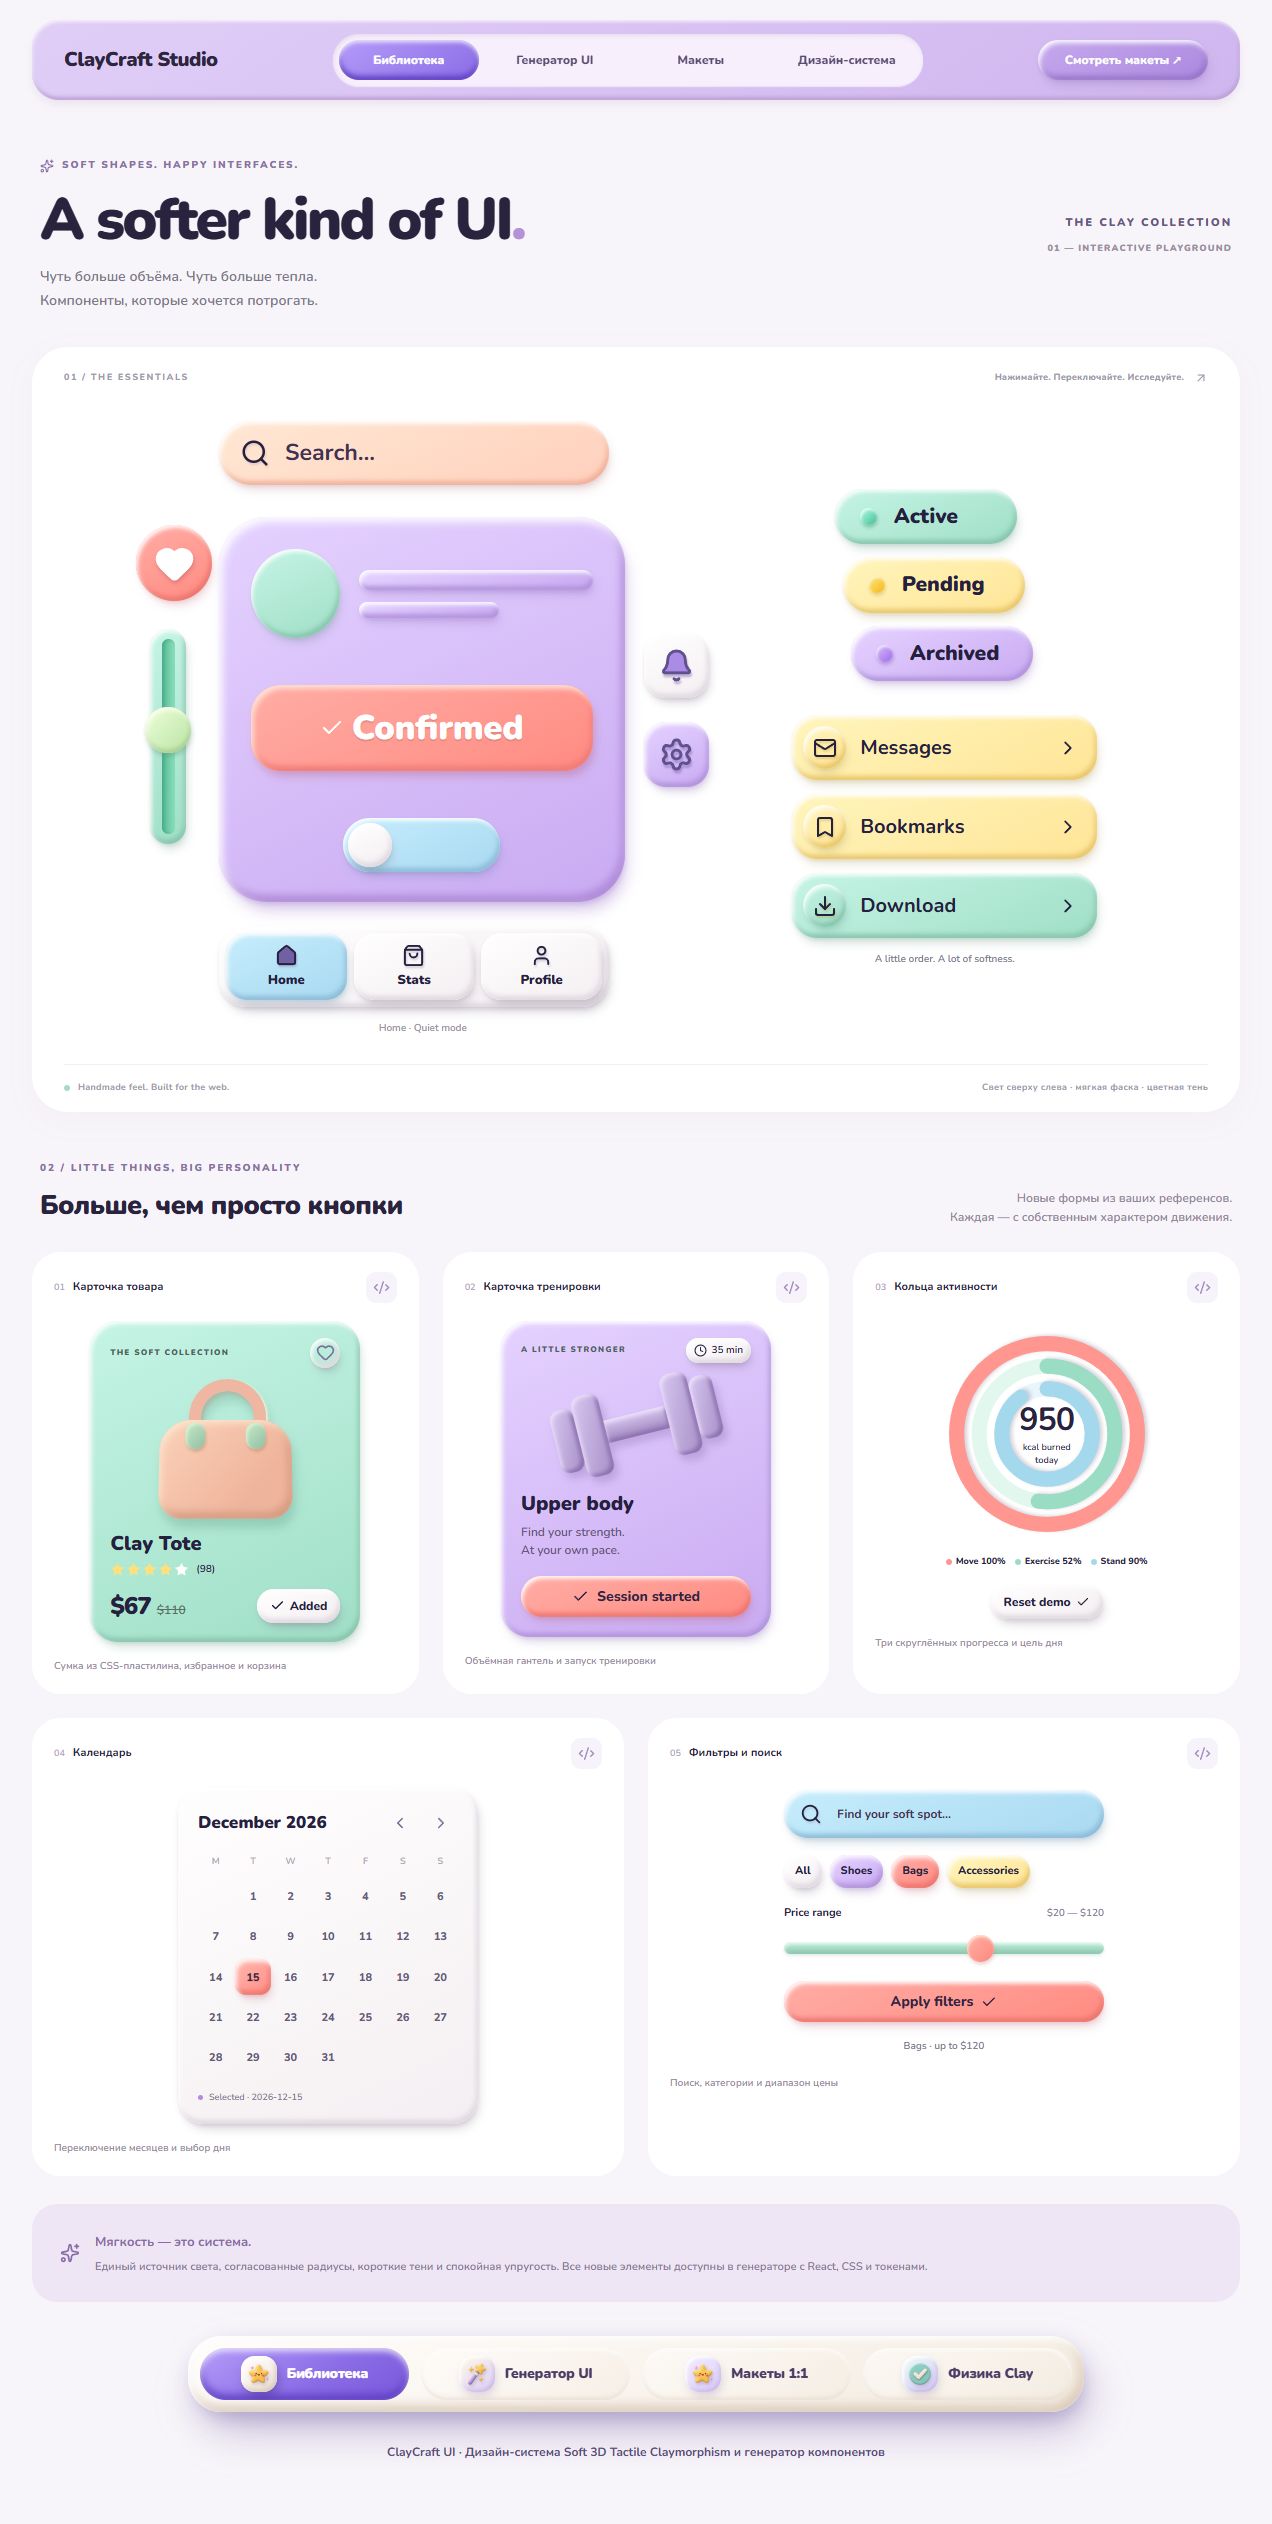 ClayCraft Studio
Библиотека
Генератор UI
Макеты
Дизайн-система
Смотреть макеты ↗
SOFT SHAPES. HAPPY INTERFACES.
A softer kind of UI.
Чуть больше объёма. Чуть больше тепла.
Компоненты, которые хочется потрогать.
THE CLAY COLLECTION
01 — INTERACTIVE PLAYGROUND
01 / THE ESSENTIALS
Нажимайте. Переключайте. Исследуйте.
Search...
Confirmed
Home
Stats
Profile
Home · Quiet mode
Active
Pending
Archived
Messages
Bookmarks
Download
A little order. A lot of softness.
Handmade feel. Built for the web.
Свет сверху слева · мягкая фаска · цветная тень
02 / LITTLE THINGS, BIG PERSONALITY
Больше, чем просто кнопки
Новые формы из ваших референсов.
Каждая — с собственным характером движения.
01 Карточка товара
THE SOFT COLLECTION
Clay Tote
(98)
$67 $110
Added
Сумка из CSS-пластилина, избранное и корзина
02 Карточка тренировки
A LITTLE STRONGER
35 min
Upper body
Find your strength.
At your own pace.
Session started
Объёмная гантель и запуск тренировки
03 Кольца активности
950
kcal burned
today
Move 100% Exercise 52% Stand 90%
Reset demo
Три скруглённых прогресса и цель дня
04 Календарь
December 2026
M T W T F S S
1 2 3 4 5 6
7 8 9 10 11 12 13
14 15 16 17 18 19 20
21 22 23 24 25 26 27
28 29 30 31
Selected · 2026-12-15
Переключение месяцев и выбор дня
05 Фильтры и поиск
Find your soft spot...
All Shoes Bags Accessories
Price range
$20 — $120
Apply filters
Bags · up to $120
Поиск, категории и диапазон цены
Мягкость — это система.
Единый источник света, согласованные радиусы, короткие тени и спокойная упругость. Все новые элементы доступны в генераторе с React, CSS и токенами.
Библиотека
Генератор UI
Макеты 1:1
Физика Clay
ClayCraft UI · Дизайн-система Soft 3D Tactile Claymorphism и генератор компонентов